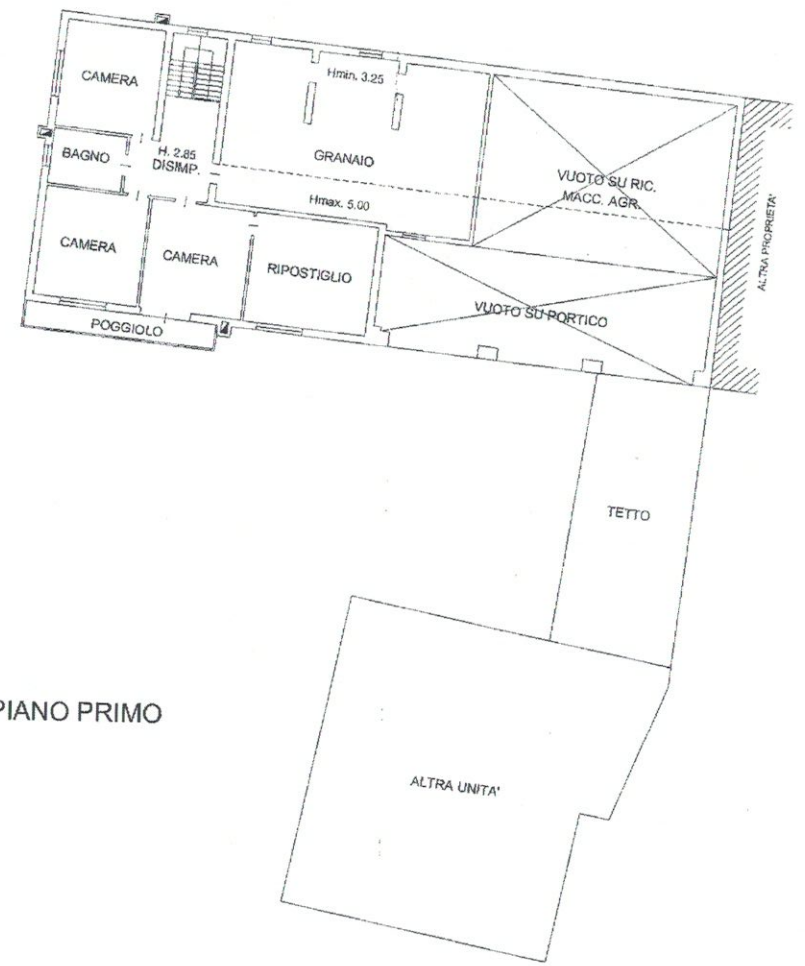 CAMERA
Hmin. 3.25
BAGNO
H. 2.85
DISIMP.
GRANAIO
VUOTO SU RIC.
MACC. AGR.
ALTRA PROPRIETA'
Hmax. 5.00
CAMERA
CAMERA
RIPOSTIGLIO
VUOTO SU PORTICO
POGGIOLO
TETTO
PIANO PRIMO
ALTRA UNITA'